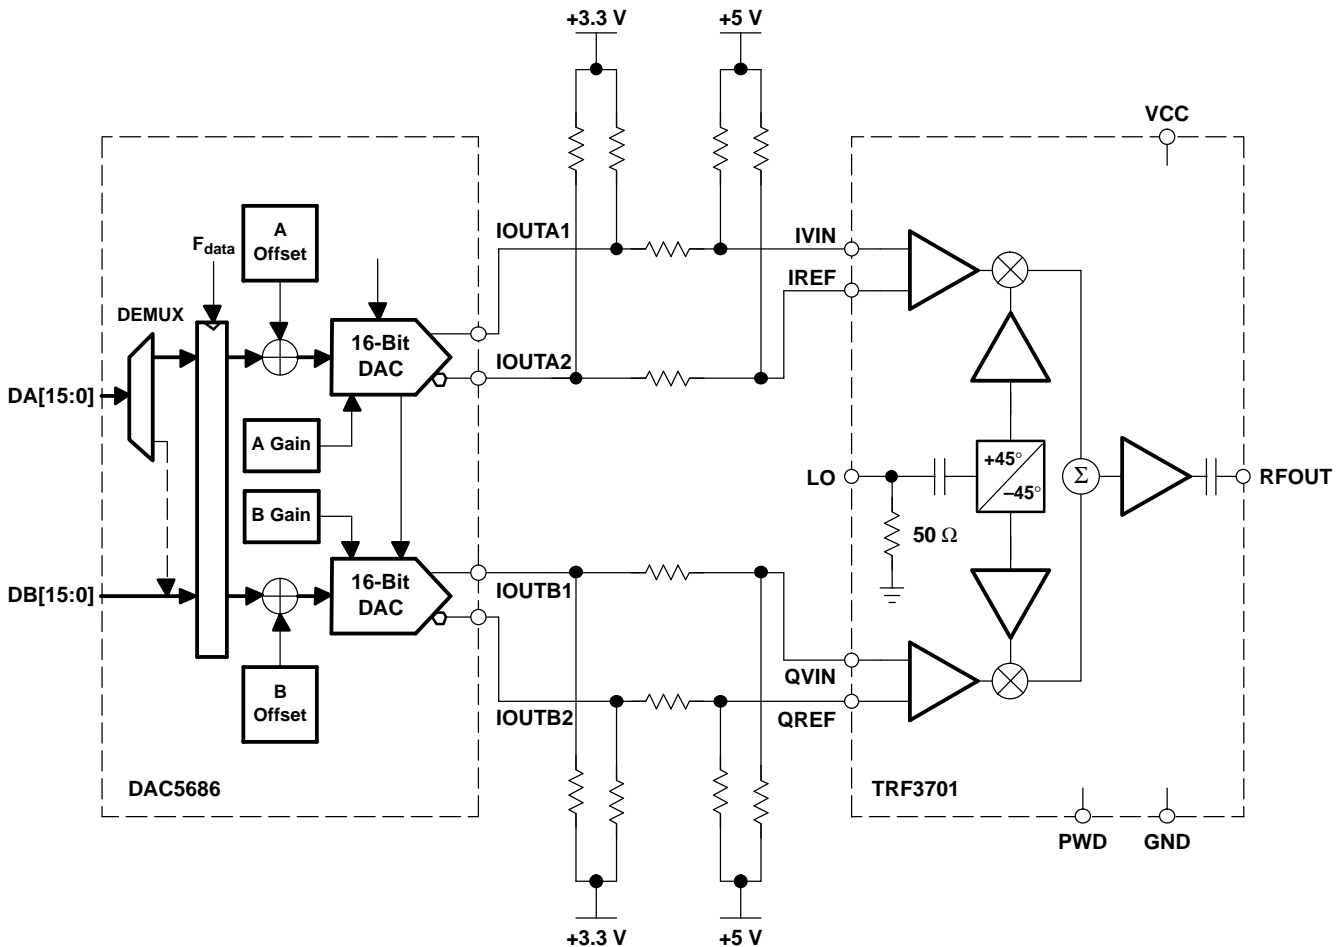 +3.3 V
+5 V
VCC
A
Offset
F_data
IOUTA1
IVIN
IREF
DEMUX
16-Bit
DAC
IOUTA2
DA[15:0]
A Gain
+45°
–45°
LO
Σ
RFOUT
B Gain
50 Ω
DB[15:0]
16-Bit
DAC
IOUTB1
QVIN
B
Offset
IOUTB2
QREF
DAC5686
TRF3701
PWD
GND
+3.3 V
+5 V